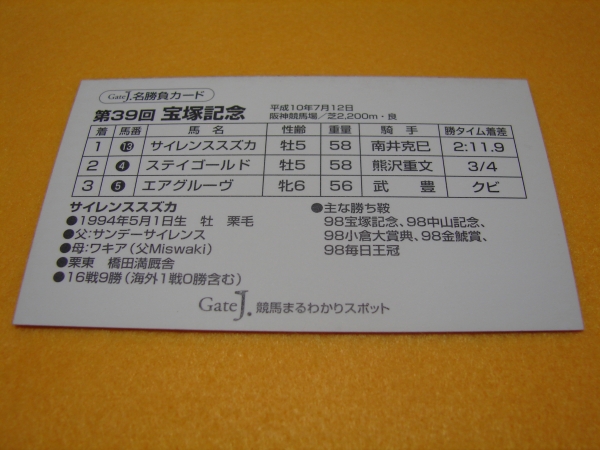 Gate J. 名勝負カード
第39回 宝塚記念 平成10年7月12日
阪神競馬場／芝2,200m・良
着 馬番 馬名 性齢 重量 騎手 勝タイム着差
1 13 サイレンススズカ 牡5 58 南井克巳 2:11.9
2 4 ステイゴールド 牡5 58 熊沢重文 3/4
3 5 エアグルーヴ 牝6 56 武豊 クビ
サイレンススズカ
●1994年5月1日生 牡 栗毛
●父:サンデーサイレンス
●母:ワキア(父Miswaki)
●栗東 橋田満厩舎
●16戦9勝(海外1戦0勝含む)
●主な勝ち鞍
98宝塚記念、98中山記念、
98小倉大賞典、98金鯱賞、
98毎日王冠
Gate J. 競馬まるわかりスポット